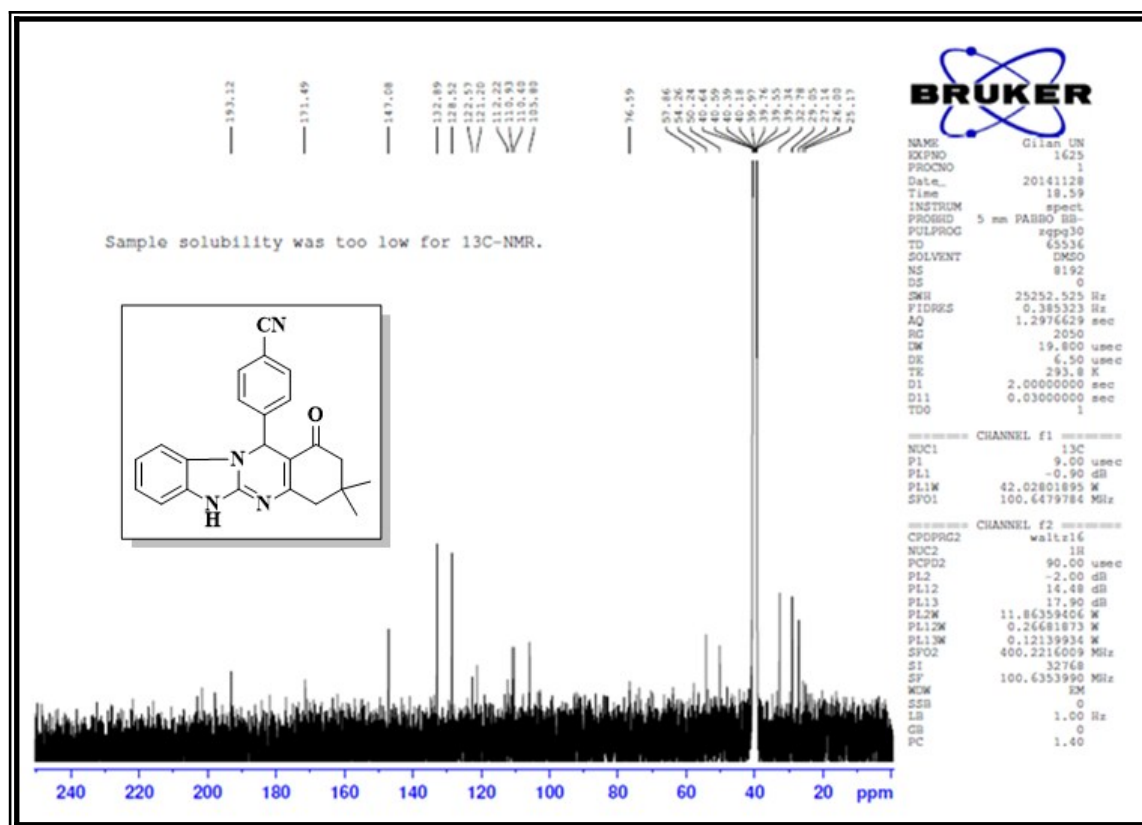 193.12
171.49
147.08
132.89
128.52
122.57
121.20
112.22
110.93
110.40
105.80
76.59
57.86
54.26
50.24
40.64
40.59
40.39
40.18
39.97
39.76
39.55
39.34
32.78
29.05
27.14
26.00
25.17
BRUKER
NAME Gilan UN
EXPNO 1625
PROCNO 1
Date_ 20141128
Time 18.59
INSTRUM spect
PROBHD 5 mm PABBO BB-
PULPROG zgpg30
TD 65536
SOLVENT DMSO
NS 8192
DS 0
SWH 25252.525 Hz
FIDRES 0.385323 Hz
AQ 1.2976629 sec
RG 2050
DW 19.800 usec
DE 6.50 usec
TE 293.8 K
D1 2.00000000 sec
D11 0.03000000 sec
TD0 1
======== CHANNEL f1 ========
NUC1 13C
P1 9.00 usec
PL1 -0.90 dB
PL1W 42.02801895 W
SFO1 100.6479784 MHz
======== CHANNEL f2 ========
CPDPRG2 waltz16
NUC2 1H
PCPD2 90.00 usec
PL2 -2.00 dB
PL12 14.48 dB
PL13 17.90 dB
PL2W 11.86359406 W
PL12W 0.26681873 W
PL13W 0.12139934 W
SFO2 400.2216009 MHz
SI 32768
SF 100.6353990 MHz
WDW EM
SSB 0
LB 1.00 Hz
GB 0
PC 1.40
Sample solubility was too low for 13C-NMR.
CN
O
N
N
H
N
240 220 200 180 160 140 120 100 80 60 40 20 ppm